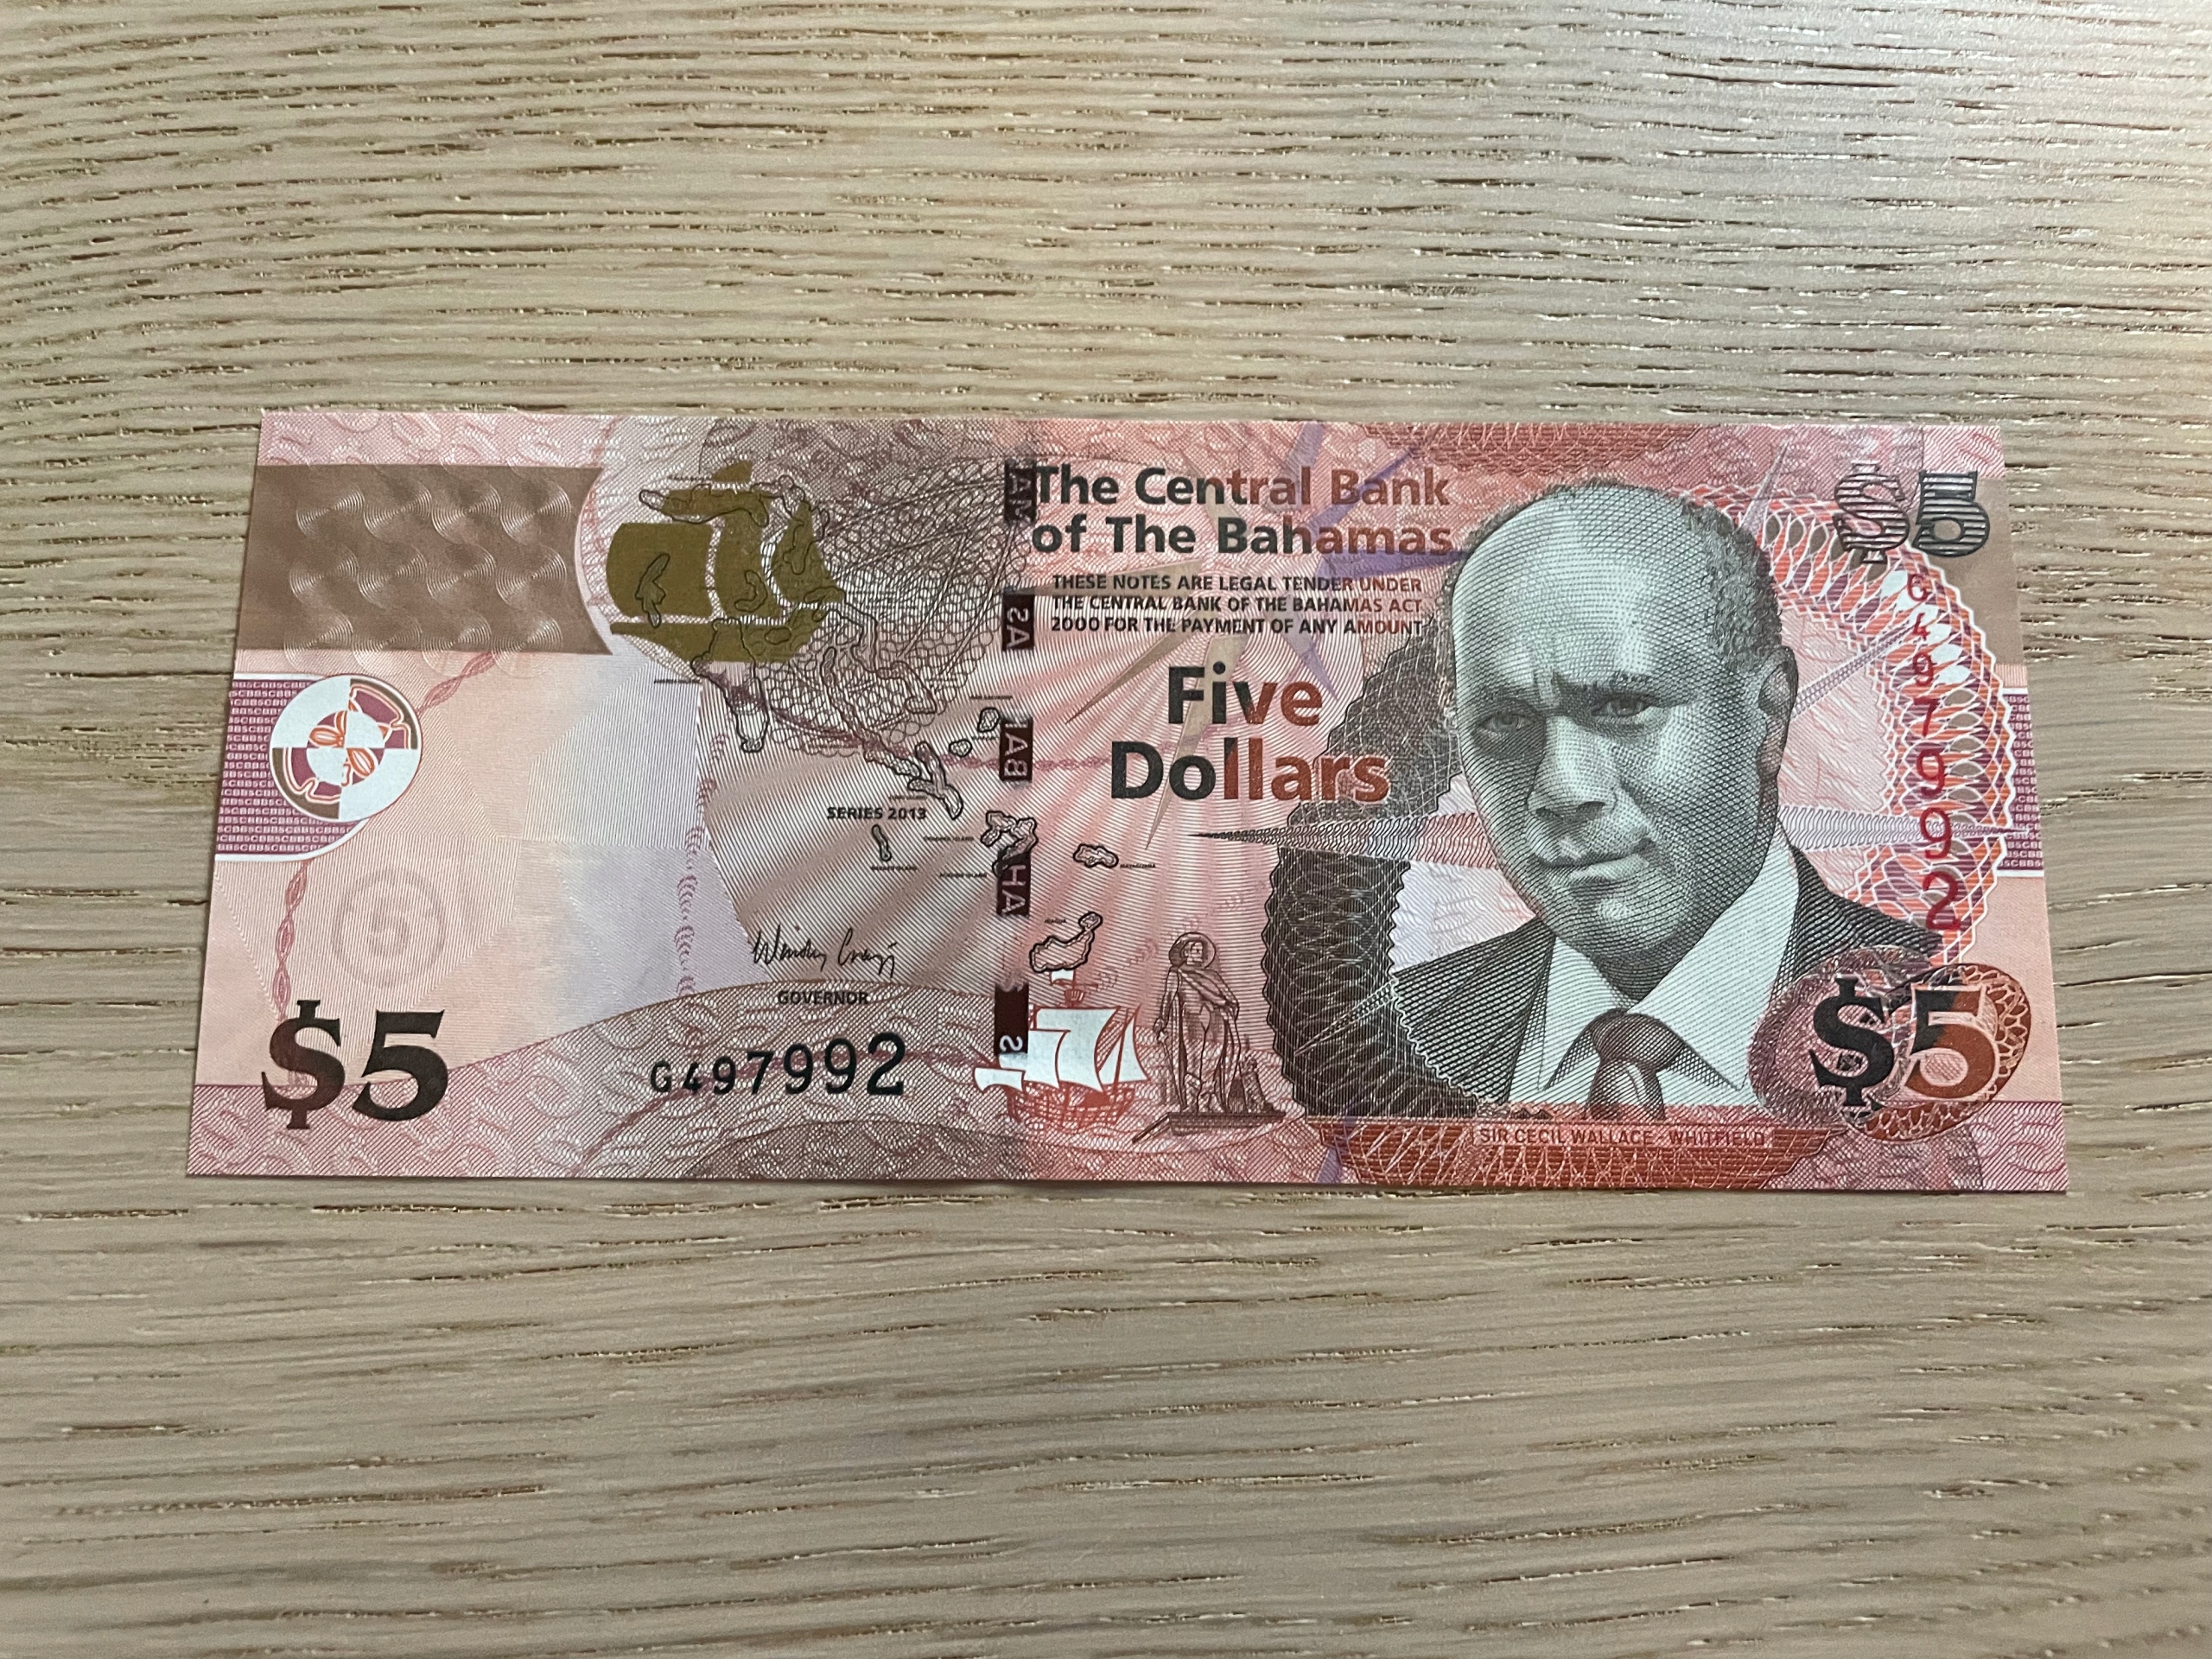 The Central Bank
of The Bahamas
THESE NOTES ARE LEGAL TENDER UNDER
THE CENTRAL BANK OF THE BAHAMAS ACT
2000 FOR THE PAYMENT OF ANY AMOUNT
Five
Dollars
$5
G497992
SERIES 2013
GOVERNOR
$5
G497992
SIR CECIL WALLACE - WHITFIELD
$5